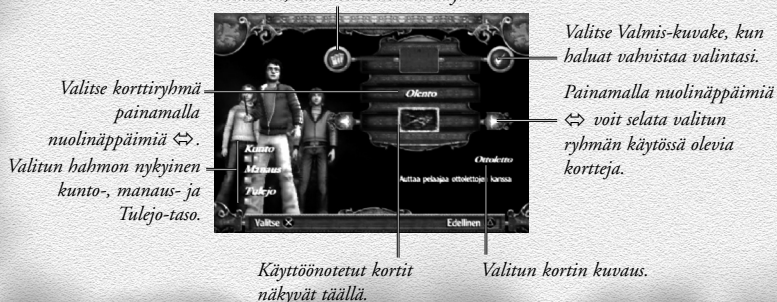 Valitse Valmis-kuvake, kun
haluat vahvistaa valintasi.
Valitse korttiryhmä
painamalla
nuolinäppäimiä ⇔ .
Valitun hahmon nykyinen
kunto-, manaus- ja
Tulejo-taso.
Olento
Kunto
Manaus
Tulejo
Ottoletto
Auttaa pelaajaa ottolettojen kanssa
Valitse
Edellinen
Painamalla nuolinäppäimiä
⇔ voit selata valitun
ryhmän käytössä olevia
kortteja.
Käyttöönotetut kortit
näkyvät täällä.
Valitun kortin kuvaus.